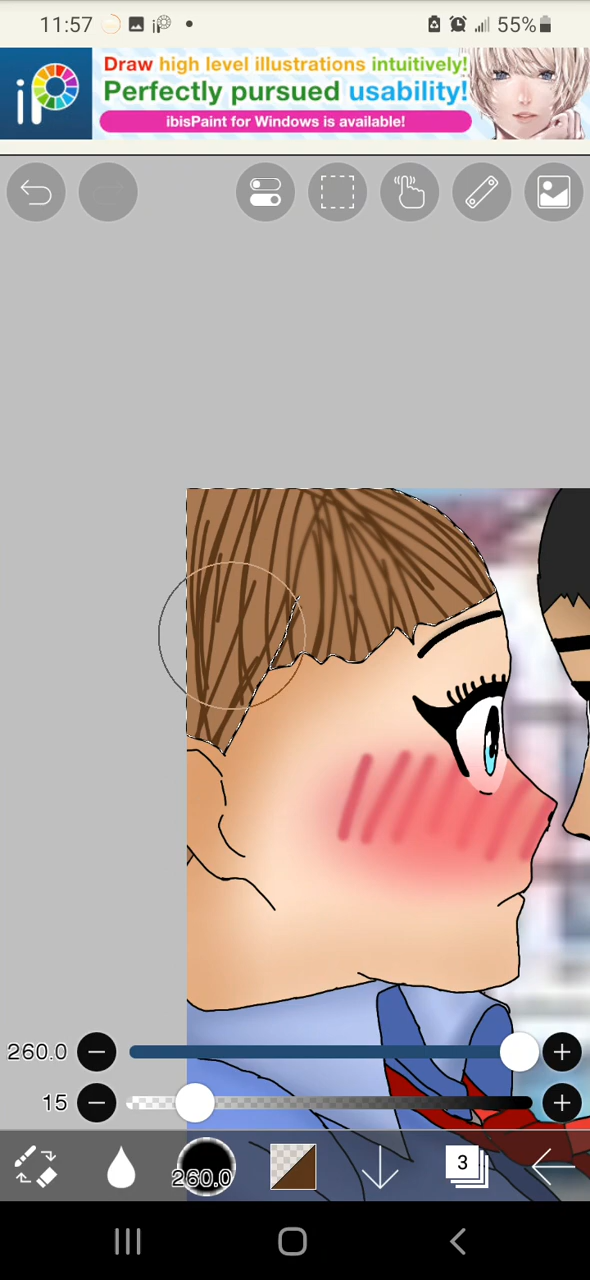 11:57
55%
iP
Draw high level illustrations intuitively!
Perfectly pursued usability!
ibisPaint for Windows is available!
260.0
15
260.0
3